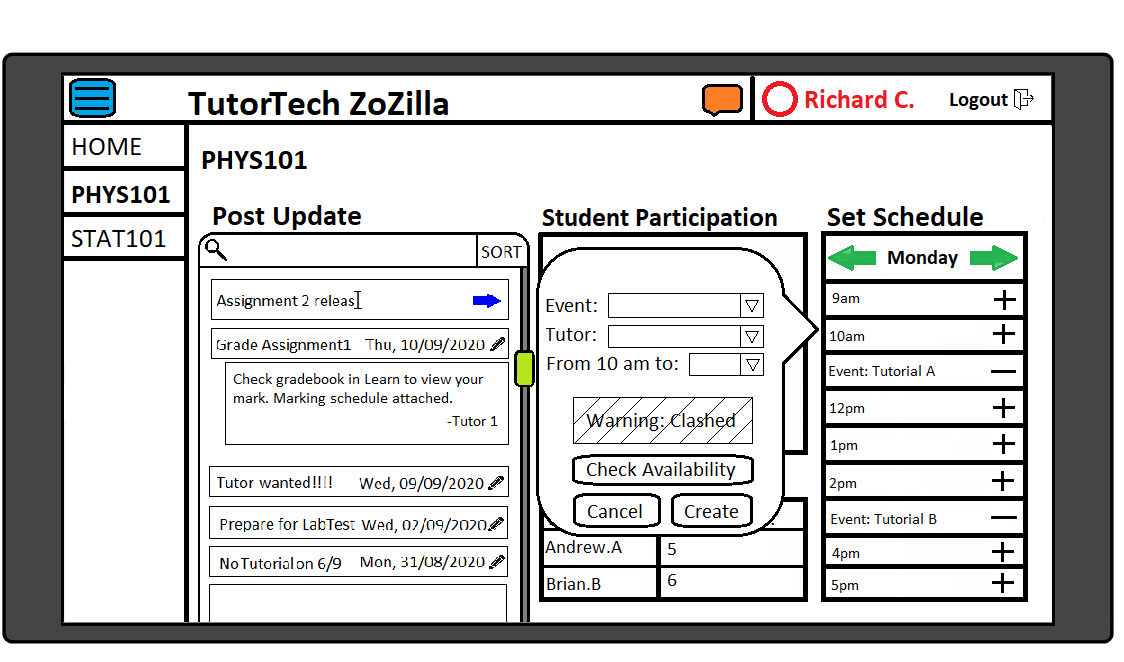 TutorTech ZoZilla
Richard C.
Logout
HOME
PHYS101
STAT101
PHYS101
Post Update
SORT
Assignment 2 releas
Grade Assignment1 Thu, 10/09/2020
Check gradebook in Learn to view your
mark. Marking schedule attached.
-Tutor 1
Tutor wanted!!!! Wed, 09/09/2020
Prepare for LabTest Wed, 02/09/2020
No Tutorial on 6/9 Mon, 31/08/2020
Student Participation
Event:
Tutor:
From 10 am to:
Warning: Clashed
Check Availability
Cancel Create
Andrew.A 5
Brian.B 6
Set Schedule
Monday
9am
10am
Event: Tutorial A
12pm
1pm
2pm
Event: Tutorial B
4pm
5pm